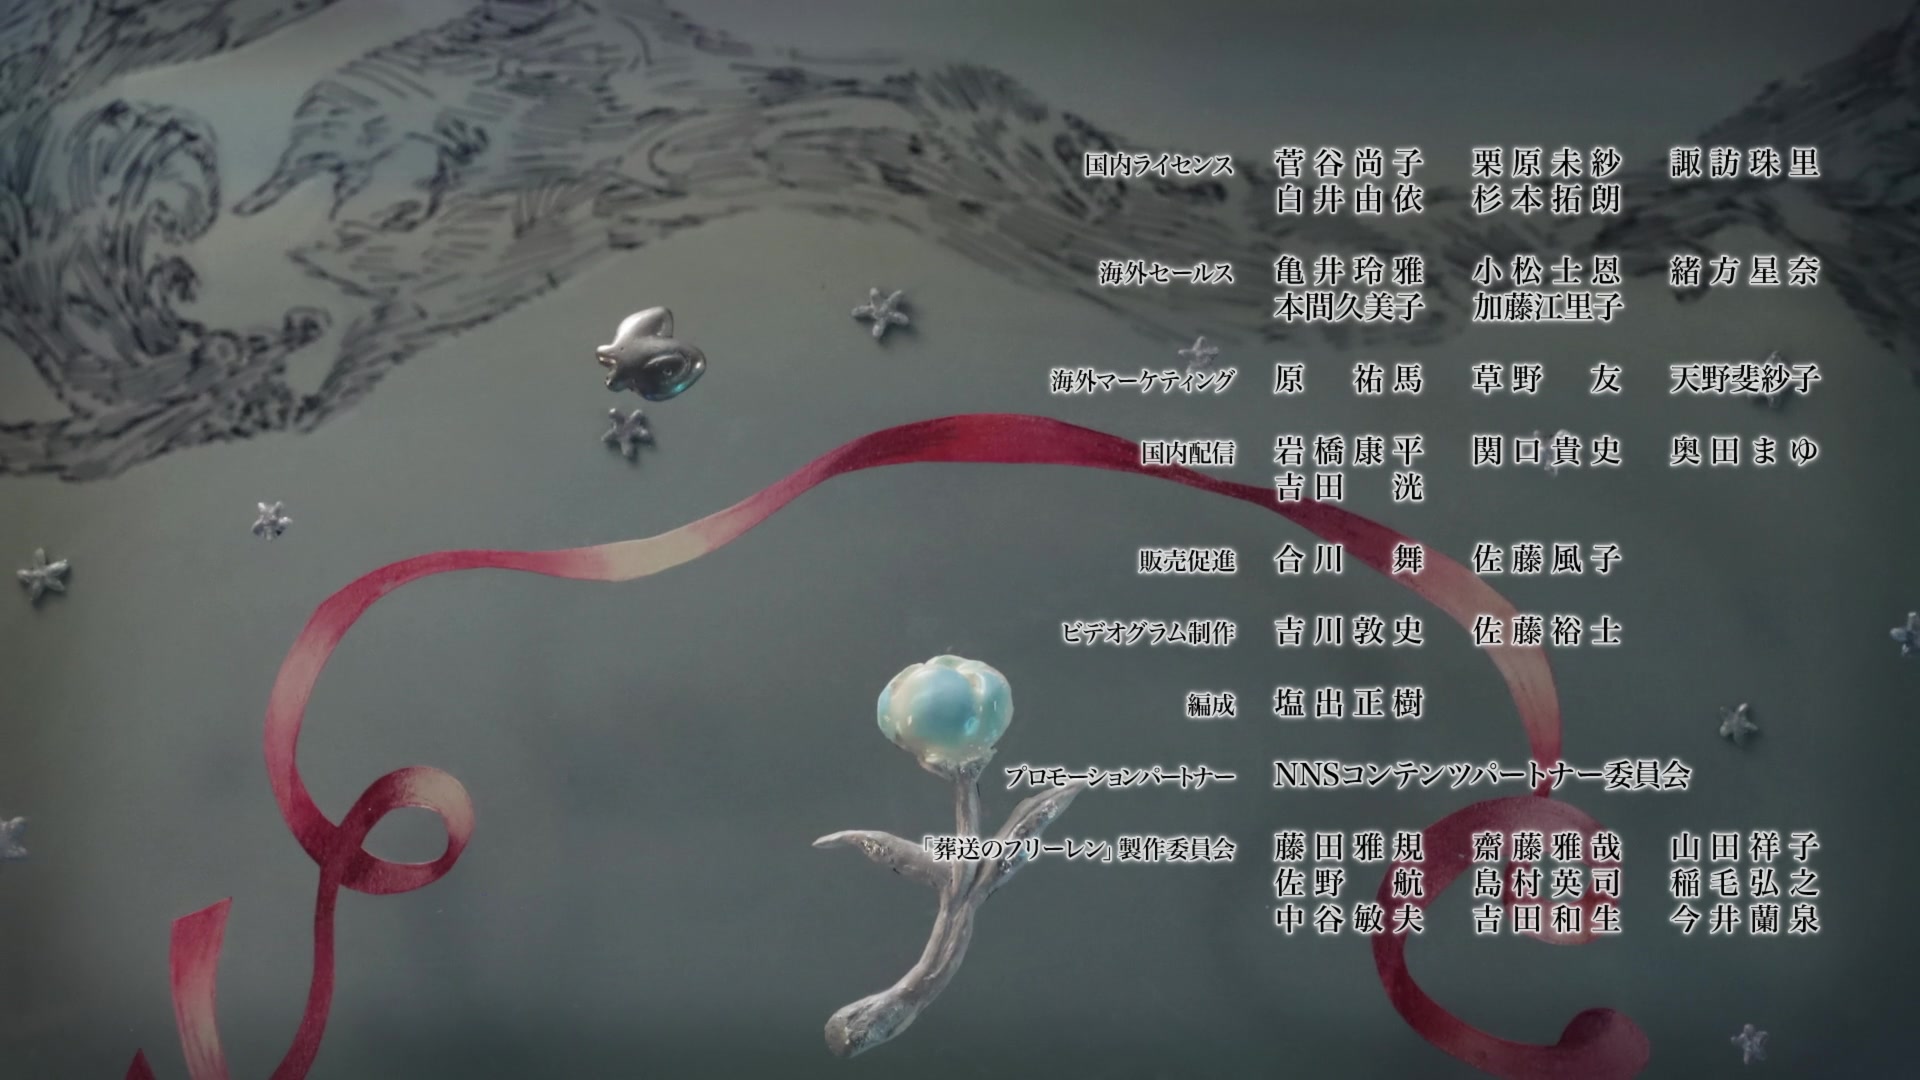 国内ライセンス 菅谷尚子 栗原未紗 諏訪珠里
白井由依 杉本拓朗
海外セールス 亀井玲雅 小松士恩 緒方星奈
本間久美子 加藤江里子
海外マーケティング 原祐馬 草野友 天野斐紗子
国内配信 岩橋康平 関口貴史 奥田まゆ
吉田洸
販売促進 合川舞 佐藤風子
ビデオグラム制作 吉川敦史 佐藤裕士
編成 塩出正樹
プロモーションパートナー NNSコンテンツパートナー委員会
「葬送のフリーレン」製作委員会 藤田雅規 齋藤雅哉 山田祥子
佐野航 島村英司 稲毛弘之
中谷敏夫 吉田和生 今井蘭泉